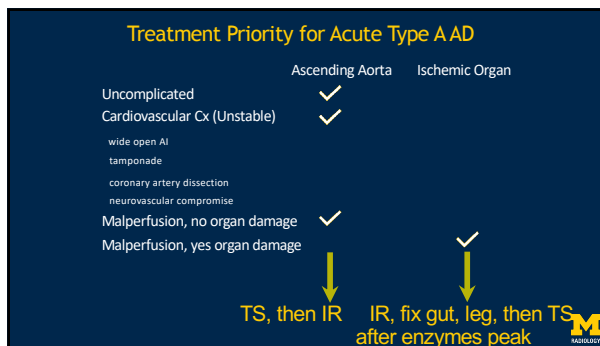 Treatment Priority for Acute Type A AD
Ascending Aorta Ischemic Organ
Uncomplicated
Cardiovascular Cx (Unstable)
wide open AI
tamponade
coronary artery dissection
neurovascular compromise
Malperfusion, no organ damage
Malperfusion, yes organ damage
TS, then IR
IR, fix gut, leg, then TS
after enzymes peak
M
RADIOLOGY